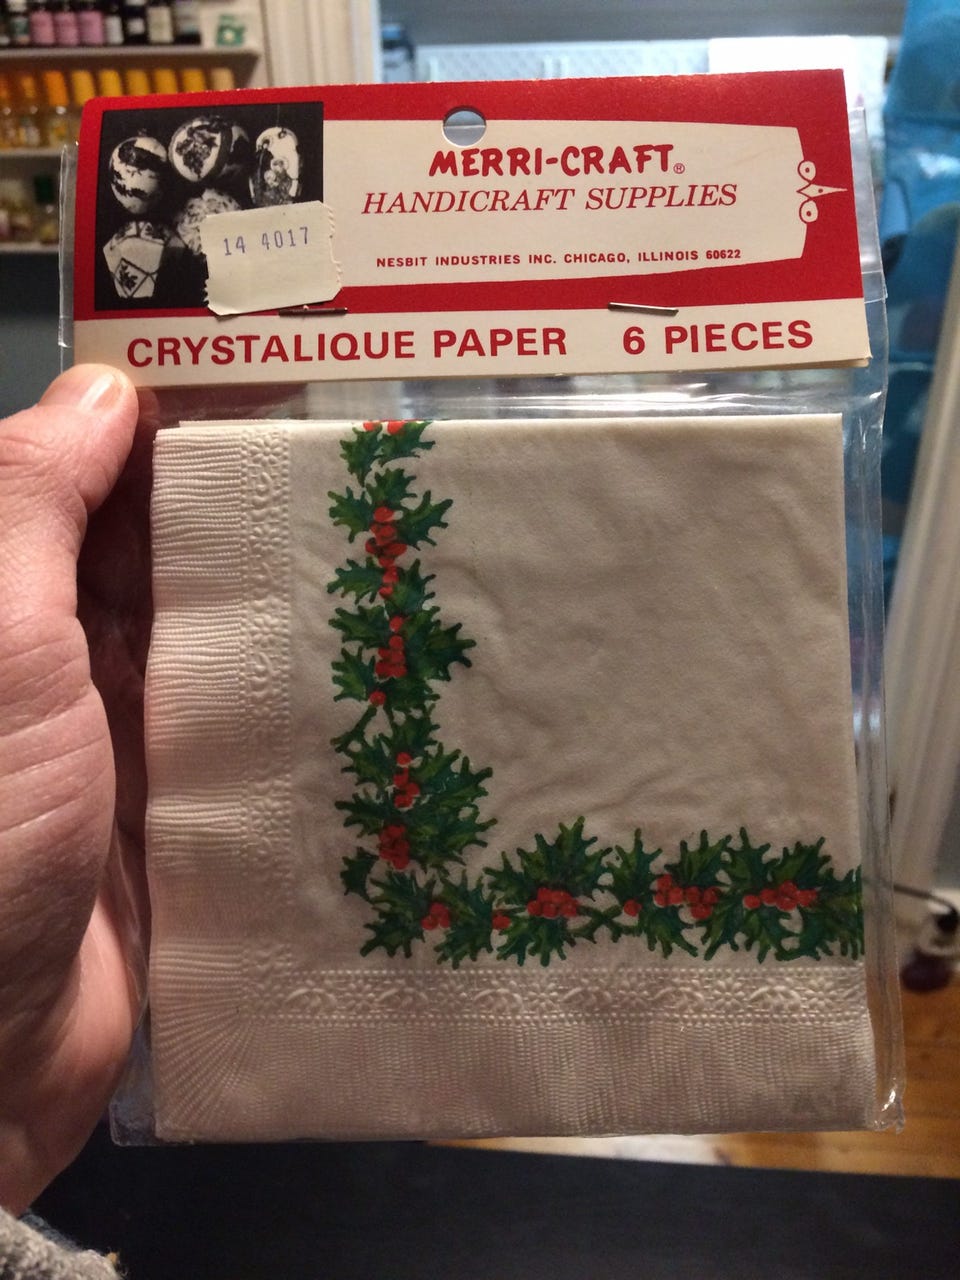 MERRI-CRAFT®
HANDICRAFT SUPPLIES
14 4017
NESBIT INDUSTRIES INC. CHICAGO, ILLINOIS 60622
CRYSTALIQUE PAPER 6 PIECES